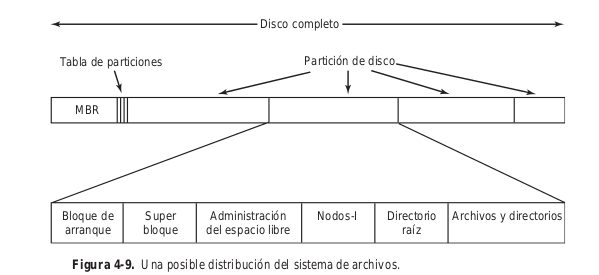 Disco completo
Tabla de particiones
Partición de disco
MBR
Bloque de
arranque
Super
bloque
Administración
del espacio libre
Nodos-I
Directorio
raíz
Archivos y directorios
Figura 4-9. Una posible distribución del sistema de archivos.